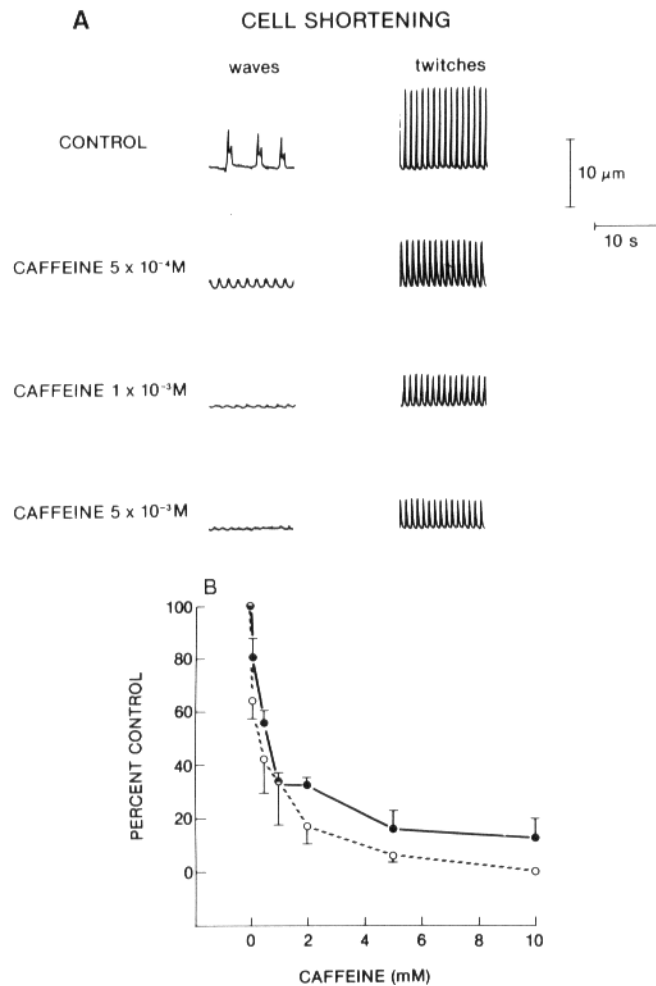 A CELL SHORTENING
waves twitches
CONTROL
10 μm
10 s
CAFFEINE 5 x 10⁻⁴M
CAFFEINE 1 x 10⁻³M
CAFFEINE 5 x 10⁻³M
B
PERCENT CONTROL
100
80
60
40
20
0
0 2 4 6 8 10
CAFFEINE (mM)